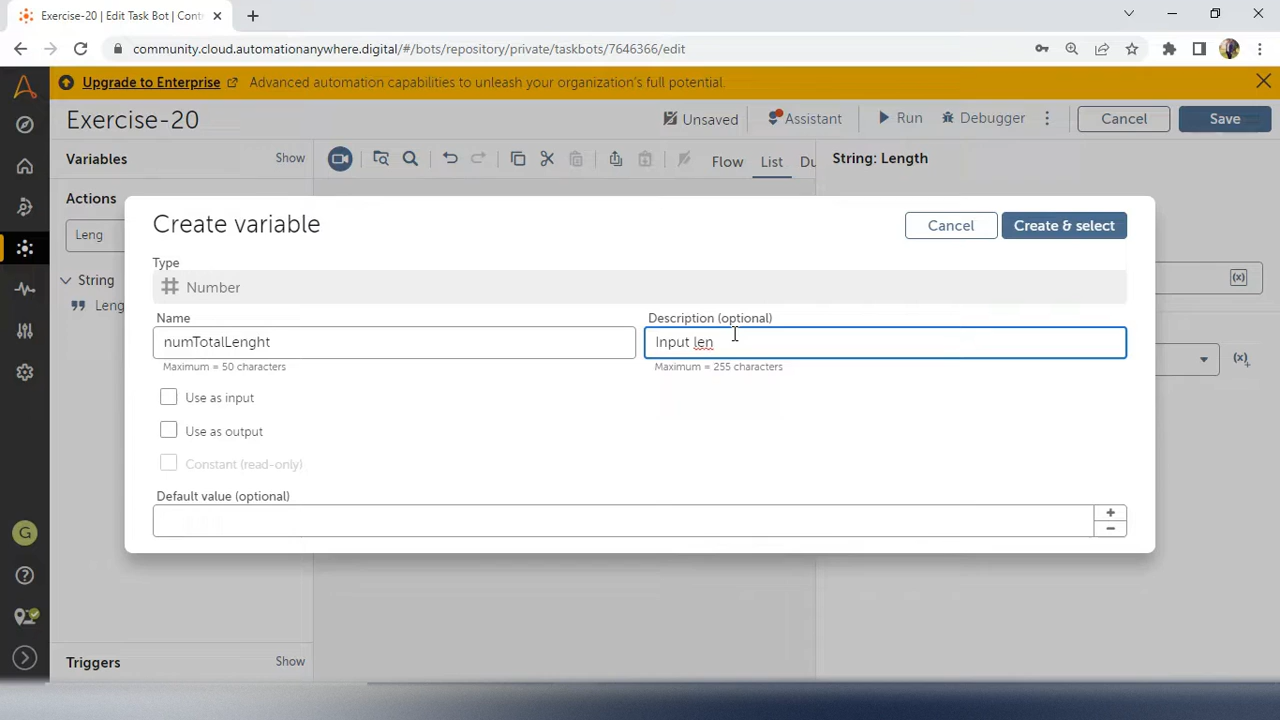 Exercise-20 | Edit Task Bot | Cont
community.cloud.automationanywhere.digital/#/bots/repository/private/taskbots/7646366/edit
Upgrade to Enterprise Advanced automation capabilities to unleash your organization's full potential.
Exercise-20 Unsaved Assistant Run Debugger Cancel Save
Variables Show Flow List Du String: Length
Actions
Leng
String
Leng
Create variable Cancel Create & select
Type
Number
Name Description (optional)
numTotalLenght Input len
Maximum = 50 characters Maximum = 255 characters
Use as input
Use as output
Constant (read-only)
Default value (optional)
G
Triggers Show